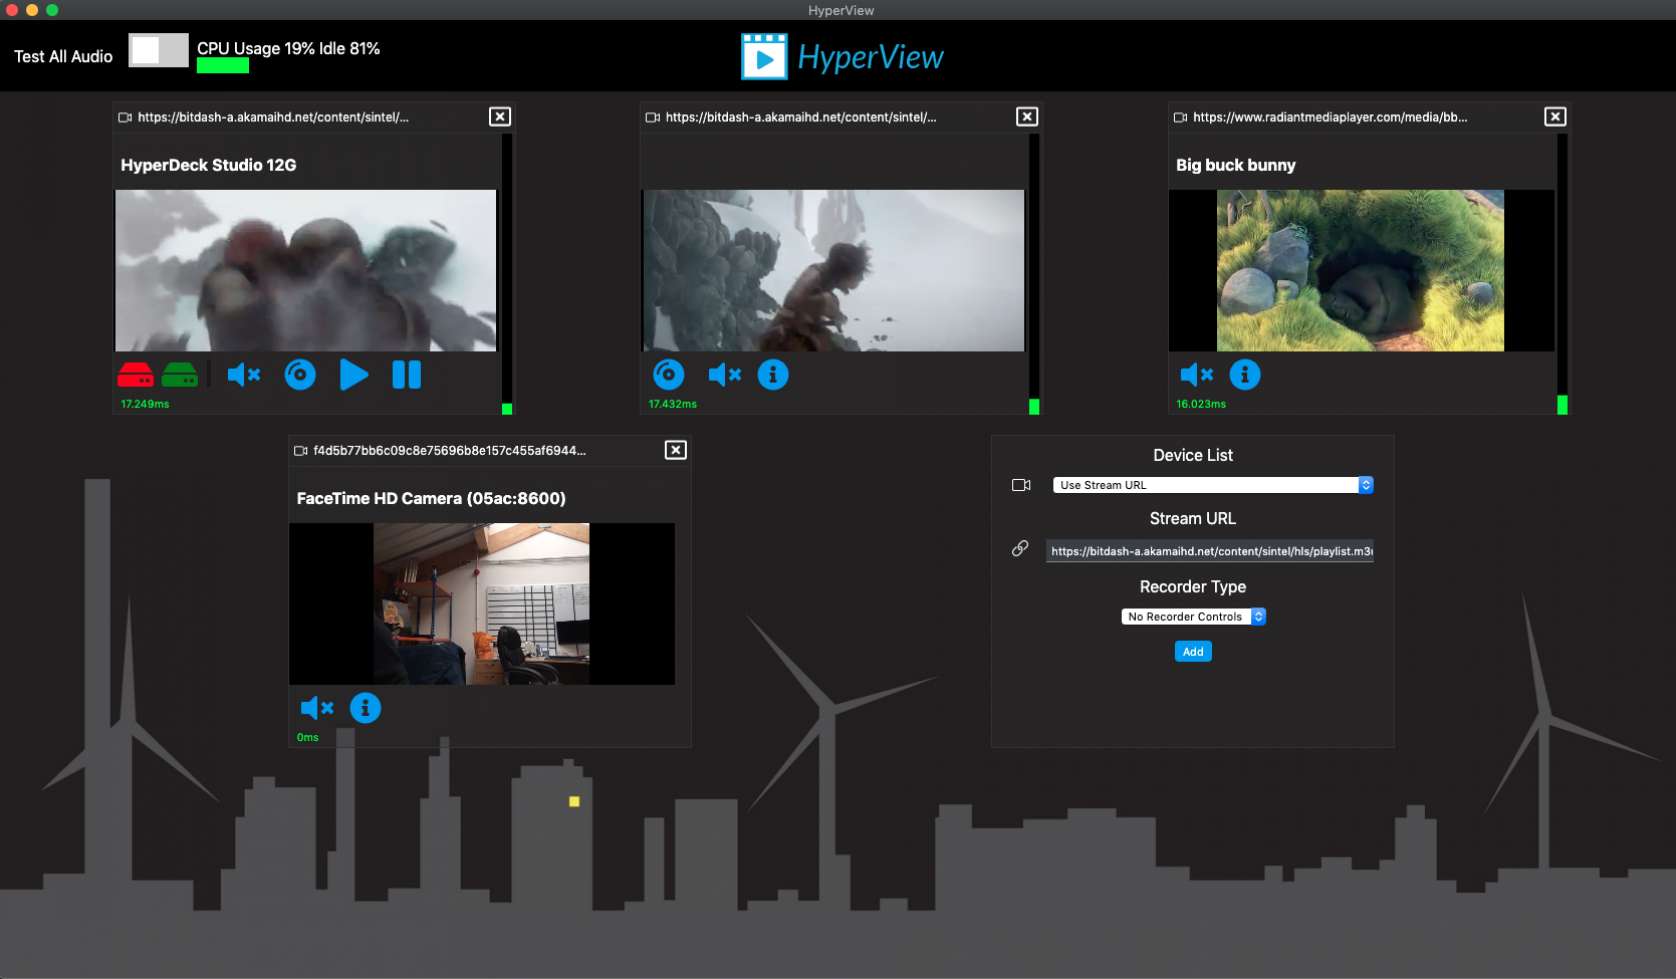 HyperView
Test All Audio
CPU Usage 19% Idle 81%
HyperView
https://bitdash-a.akamaihd.net/content/sintel/...
HyperDeck Studio 12G
17.249ms
https://bitdash-a.akamaihd.net/content/sintel/...
17.432ms
https://www.radiantmediaplayer.com/media/bb...
Big buck bunny
16.023ms
f4d5b77bb6c09c8e75696b8e157c455af6944...
FaceTime HD Camera (05ac:8600)
0ms
Device List
Use Stream URL
Stream URL
https://bitdash-a.akamaihd.net/content/sintel/hls/playlist.m3u
Recorder Type
No Recorder Controls
Add